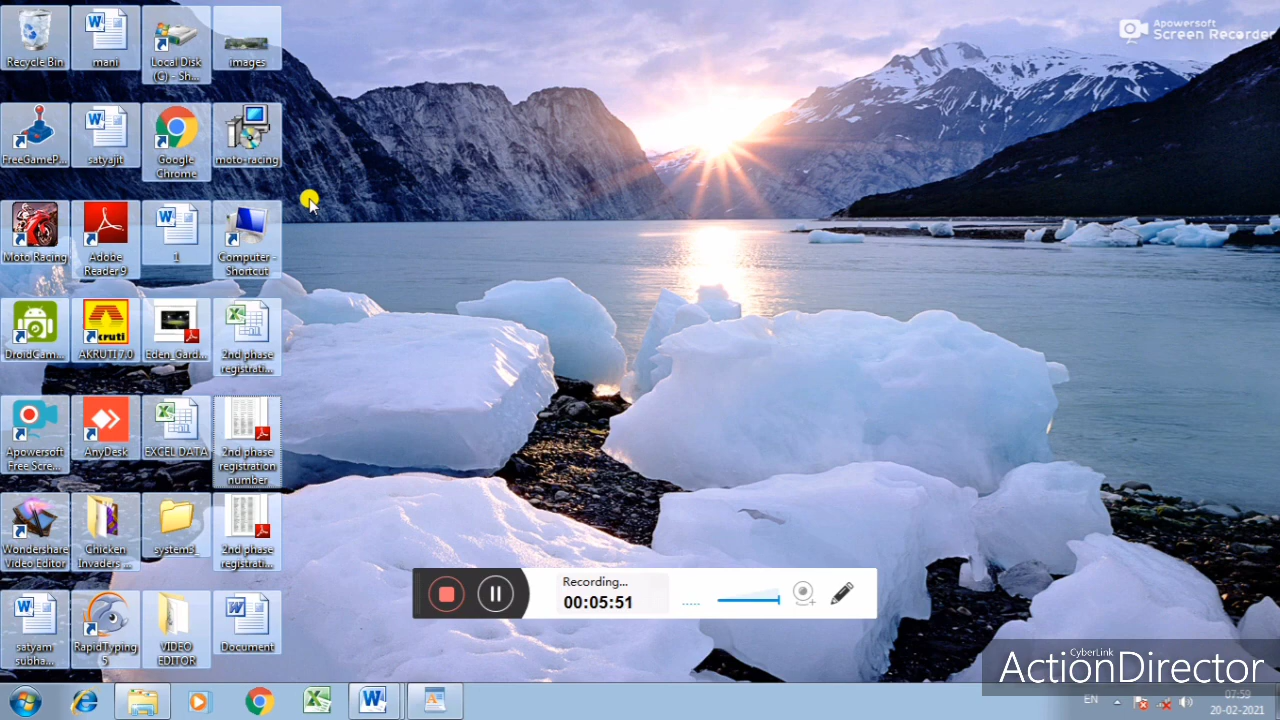 Apowersoft
Screen Recorder
Recycle Bin
mani
Local Disk
(C) - Sh...
images
FreeGameP...
satyajit
Google
Chrome
moto-racing
Moto Racing
Adobe
Reader 9
1
Computer -
Shortcut
DroidCam...
AKRUTI 7.0
Eden_Gard...
2nd phase
registrati...
Apowersoft
Free Scre...
AnyDesk
EXCEL DATA
2nd phase
registration
number
Wondershare
Video Editor
Chicken
Invaders ...
2nd phase
registrati...
satyam
subha...
RapidTyping
5
VIDEO
EDITOR
Document
Recording...
00:05:51
CyberLink
ActionDirector
EN
07:59
20-02-2021